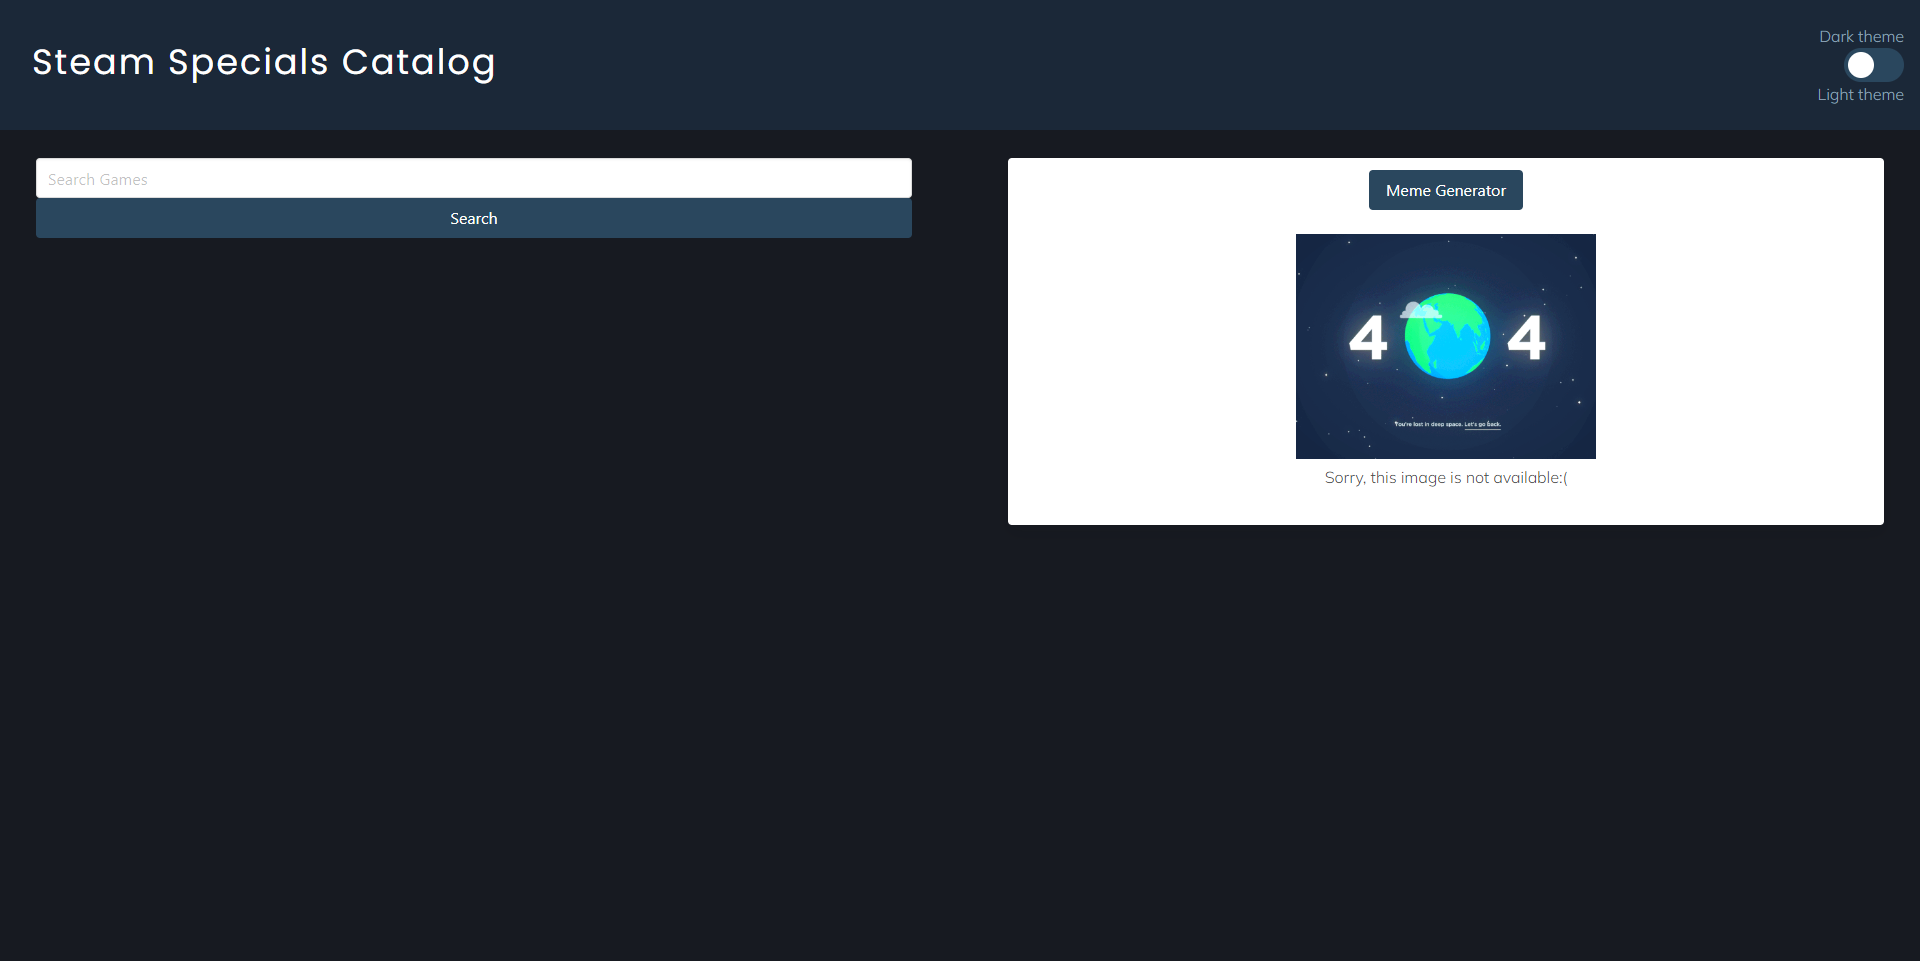 Steam Specials Catalog
Dark theme
Light theme
Search Games
Search
Meme Generator
4 4
You're lost in deep space. Let's go back.
Sorry, this image is not available:(